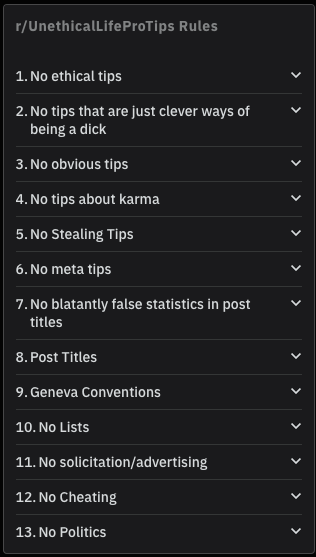 r/UnethicalLifeProTips Rules
1. No ethical tips
2. No tips that are just clever ways of
being a dick
3. No obvious tips
4. No tips about karma
5. No Stealing Tips
6. No meta tips
7. No blatantly false statistics in post
titles
8. Post Titles
9. Geneva Conventions
10. No Lists
11. No solicitation/advertising
12. No Cheating
13. No Politics